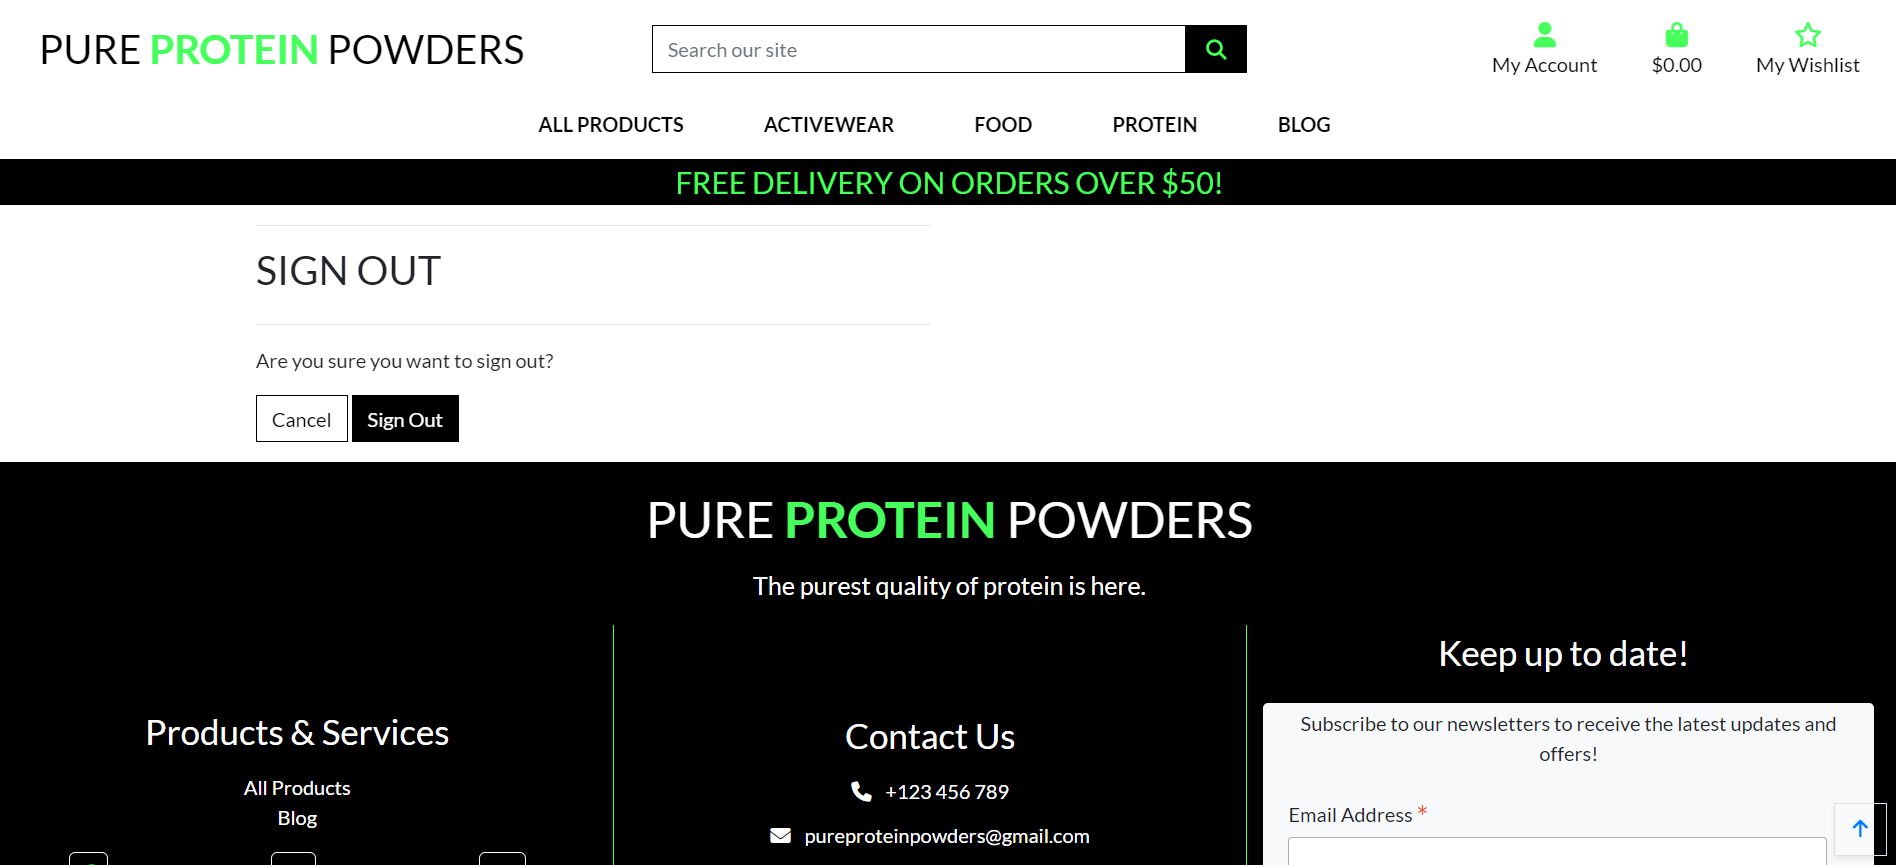 PURE PROTEIN POWDERS
Search our site
My Account
$0.00
My Wishlist
ALL PRODUCTS
ACTIVEWEAR
FOOD
PROTEIN
BLOG
FREE DELIVERY ON ORDERS OVER $50!
SIGN OUT
Are you sure you want to sign out?
Cancel
Sign Out
PURE PROTEIN POWDERS
The purest quality of protein is here.
Products & Services
All Products
Blog
Contact Us
+123 456 789
pureproteinpowders@gmail.com
Keep up to date!
Subscribe to our newsletters to receive the latest updates and
offers!
Email Address *